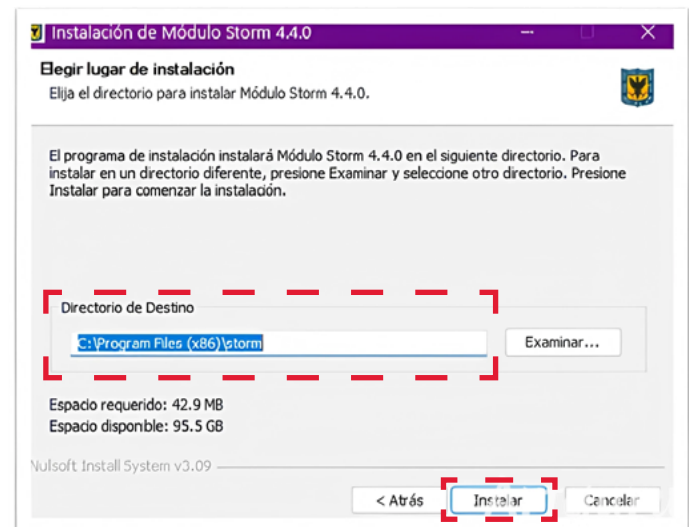 Instalación de Módulo Storm 4.4.0
Elegir lugar de instalación
Elija el directorio para instalar Módulo Storm 4.4.0.
El programa de instalación instalará Módulo Storm 4.4.0 en el siguiente directorio. Para
instalar en un directorio diferente, presione Examinar y seleccione otro directorio. Presione
Instalar para comenzar la instalación.
Directorio de Destino
C:\Program Files (x86)\storm
Examinar...
Espacio requerido: 42.9 MB
Espacio disponble: 95.5 GB
Nulsoft Install System v3.09
< Atrás Instalar Cancelar